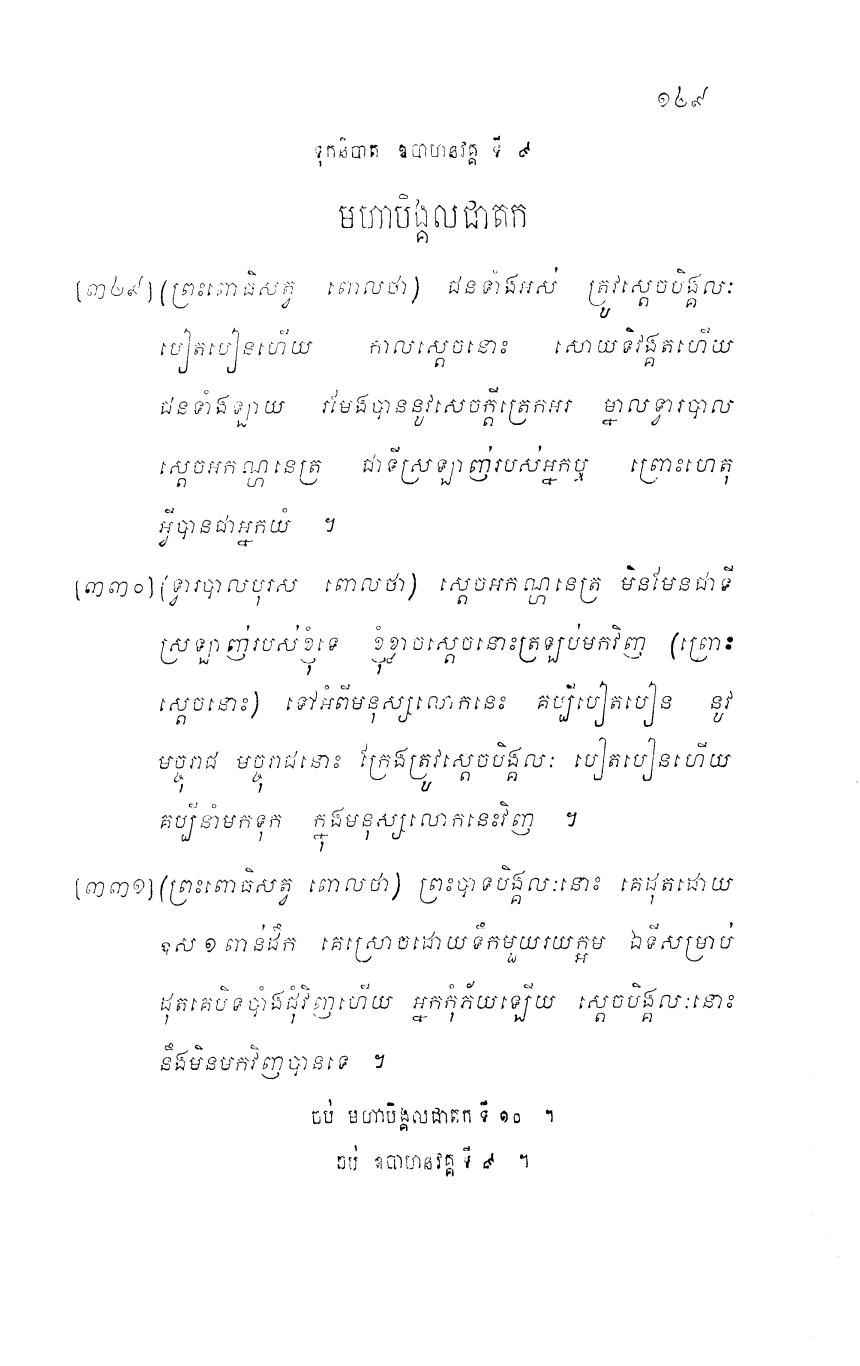 ១៤៩
ទុកនិបាត ឧបាហនវគ្គ ទី ៩
មហាបិង្គលជាតក
[៣២៩] (ព្រះពោធិសត្វ ពោលថា) ជនទាំងអស់ ត្រូវស្តេចបិង្គលៈ
បៀតបៀនហើយ កាលស្តេចនោះ សោយទិវង្គតហើយ
ជនទាំងឡាយ រមែងបាននូវសេចក្តីត្រេកអរ ម្នាលទ្វារបាល
ស្តេចអកណ្ហនេត្រ ជាទីស្រឡាញ់របស់អ្នកឬ ព្រោះហេតុ
អ្វីបានជាអ្នកយំ ។
[៣៣០] (ទ្វារបាលបុរស ពោលថា) ស្តេចអកណ្ហនេត្រ មិនមែនជាទី
ស្រឡាញ់របស់ខ្ញុំទេ ខ្ញុំខ្លាចស្តេចនោះត្រឡប់មកវិញ (ព្រោះ
ស្តេចនោះ) ទៅអំពីមនុស្សលោកនេះ គប្បីបៀតបៀន នូវ
មច្ចុរាជ មច្ចុរាជនោះ ក្រែងត្រូវស្តេចបិង្គលៈ បៀតបៀនហើយ
គប្បីនាំមកទុក ក្នុងមនុស្សលោកនេះវិញ ។
[៣៣១] (ព្រះពោធិសត្វ ពោលថា) ព្រះបាទបិង្គលៈនោះ គេដុតដោយ
ឧស ១ ពាន់ដឹក គេស្រោចដោយទឹកមួយរយក្អម ឯទីសម្រាប់
ដុតគេបិទបាំងជុំវិញហើយ អ្នកកុំភ័យឡើយ ស្តេចបិង្គលៈនោះ
នឹងមិនមកវិញបានទេ ។
ចប់ មហាបិង្គលជាតក ទី ១០ ។
ចប់ ឧបាហនវគ្គ ទី ៩ ។